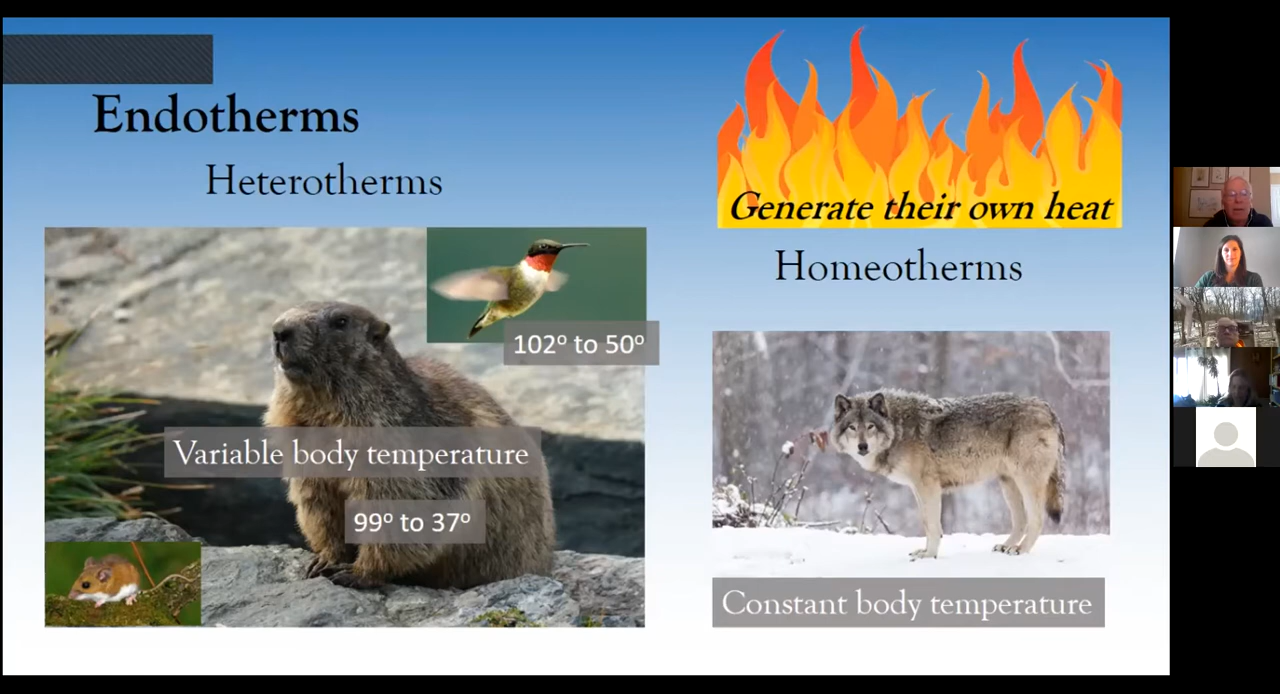 Endotherms
Heterotherms
Generate their own heat
Homeotherms
102º to 50º
Variable body temperature
99º to 37º
Constant body temperature